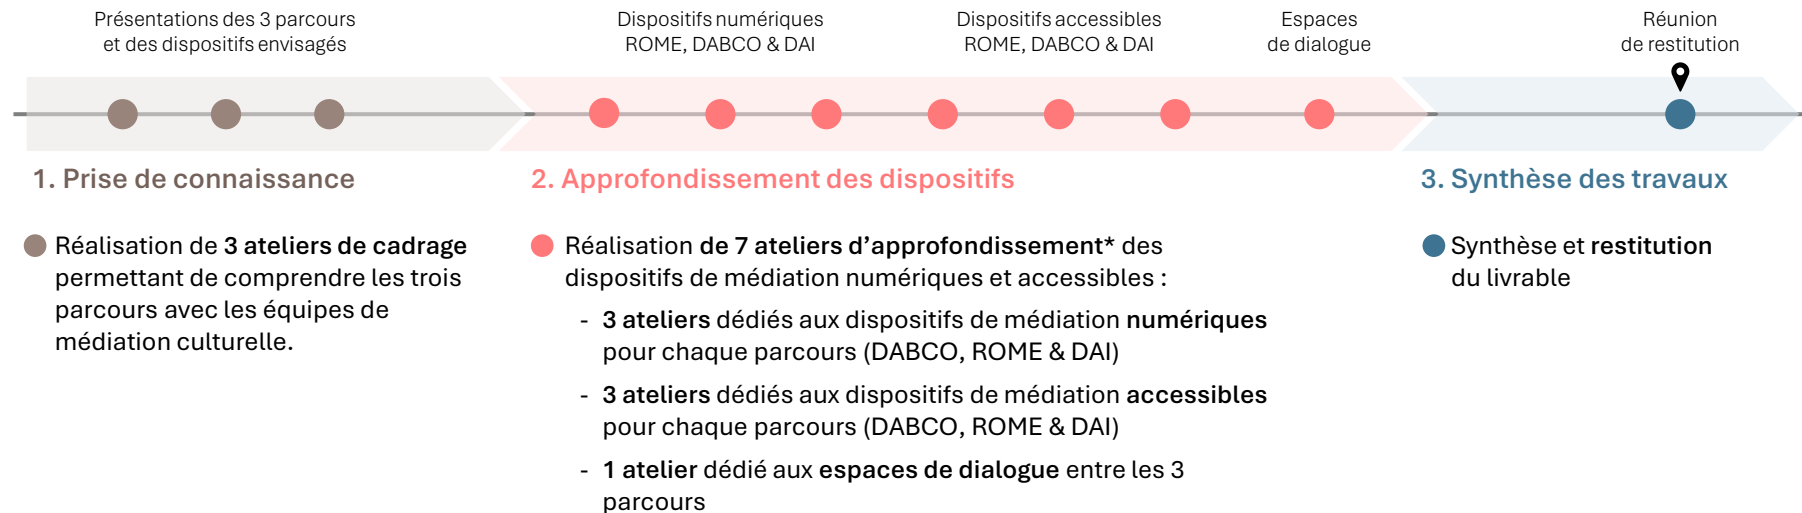 Présentations des 3 parcours
et des dispositifs envisagés
Dispositifs numériques
ROME, DABCO & DAI
Dispositifs accessibles
ROME, DABCO & DAI
Espaces
de dialogue
Réunion
de restitution
1. Prise de connaissance
Réalisation de 3 ateliers de cadrage
permettant de comprendre les trois
parcours avec les équipes de
médiation culturelle.
2. Approfondissement des dispositifs
Réalisation de 7 ateliers d’approfondissement* des
dispositifs de médiation numériques et accessibles :
- 3 ateliers dédiés aux dispositifs de médiation numériques
pour chaque parcours (DABCO, ROME & DAI)
- 3 ateliers dédiés aux dispositifs de médiation accessibles
pour chaque parcours (DABCO, ROME & DAI)
- 1 atelier dédié aux espaces de dialogue entre les 3
parcours
3. Synthèse des travaux
Synthèse et restitution
du livrable